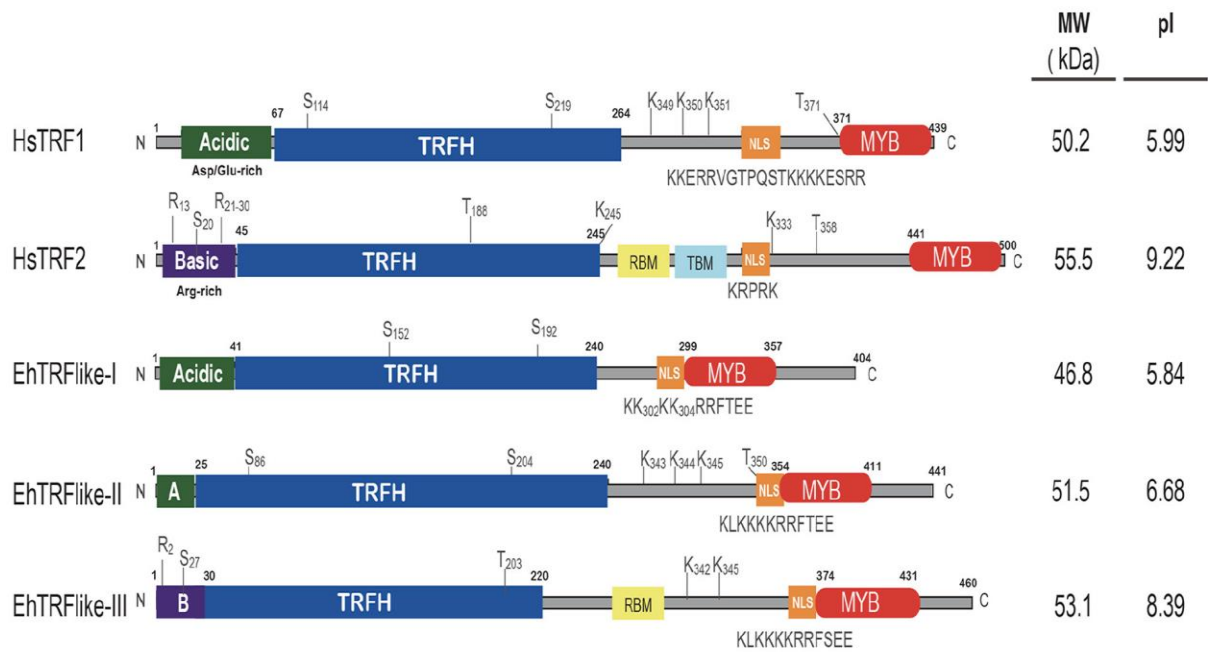 MW pI
( kDa)
S114 S219 K349 K350 K351 T371
1 67 264 371 439
HsTRF1 N Acidic TRFH NLS MYB C 50.2 5.99
Asp/Glu-rich
KKERRVGTPQSTKKKKESRR
R13 S20 R21-30 T188 K245 K333 T358
1 45 245 441 500
HsTRF2 N Basic TRFH RBM TBM NLS MYB C 55.5 9.22
Arg-rich
KRPRK
S152 S192
1 41 240 299 357 404
EhTRFlike-I N Acidic TRFH NLS MYB C 46.8 5.84
KK302KK304RRFTEE
S86 S204 K343 K344 K345 T350
1 25 240 354 411 441
EhTRFlike-II N A TRFH NLS MYB C 51.5 6.68
KLKKKKRRFTEE
R2 S27 T203 K342 K345
1 30 220 374 431 460
EhTRFlike-III N B TRFH RBM NLS MYB C 53.1 8.39
KLKKKKRRFSEE